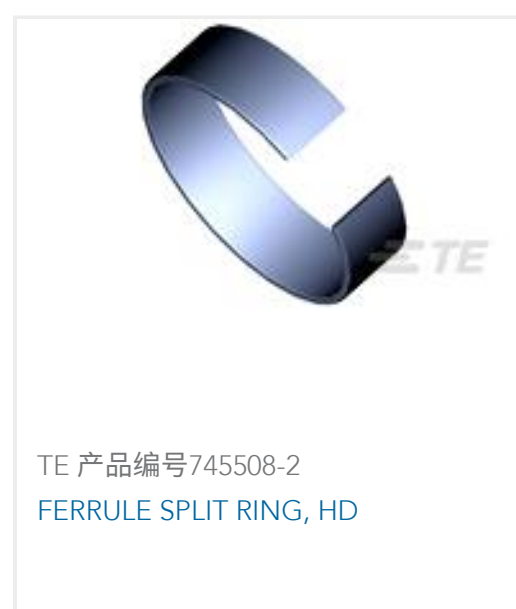 TE
TE 产品编号745508-2
FERRULE SPLIT RING, HD